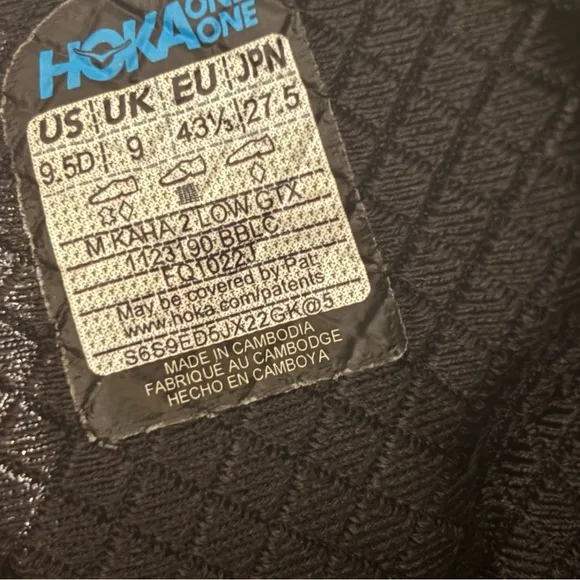 HOKA ONE ONE
US UK EU JPN
9.5D 9 43⅓ 27.5
M KAHA 2 LOW GTX
1123190 BBLC
FQ1022J
May be covered by Pat.
www.hoka.com/patents
S6S9ED5JX22GK@5
MADE IN CAMBODIA
FABRIQUE AU CAMBODGE
HECHO EN CAMBOYA